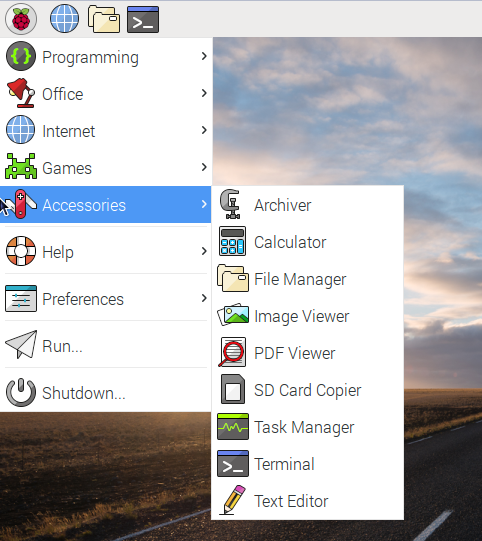 Programming
Office
Internet
Games
Accessories
Help
Preferences
Run...
Shutdown...
Archiver
Calculator
File Manager
Image Viewer
PDF Viewer
SD Card Copier
Task Manager
Terminal
Text Editor